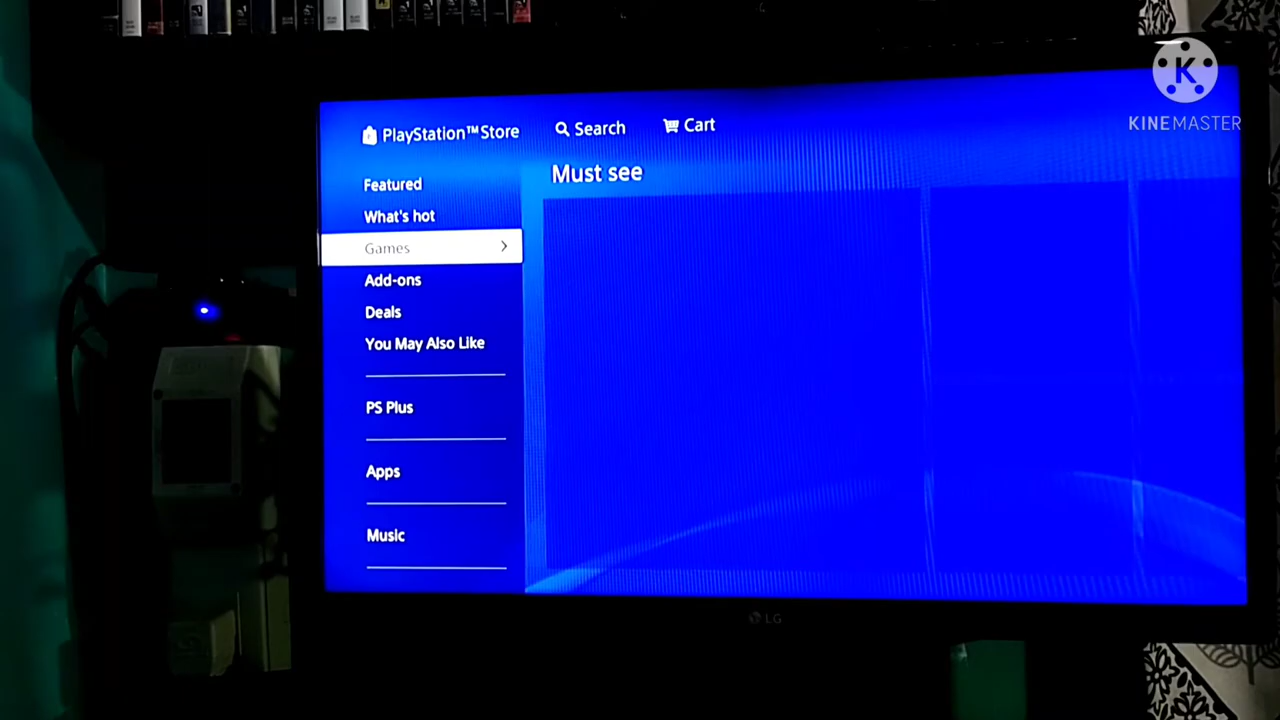 PlayStation™Store
Search
Cart
Must see
Featured
What's hot
Games
Add-ons
Deals
You May Also Like
PS Plus
Apps
Music
LG
K
KINEMASTER